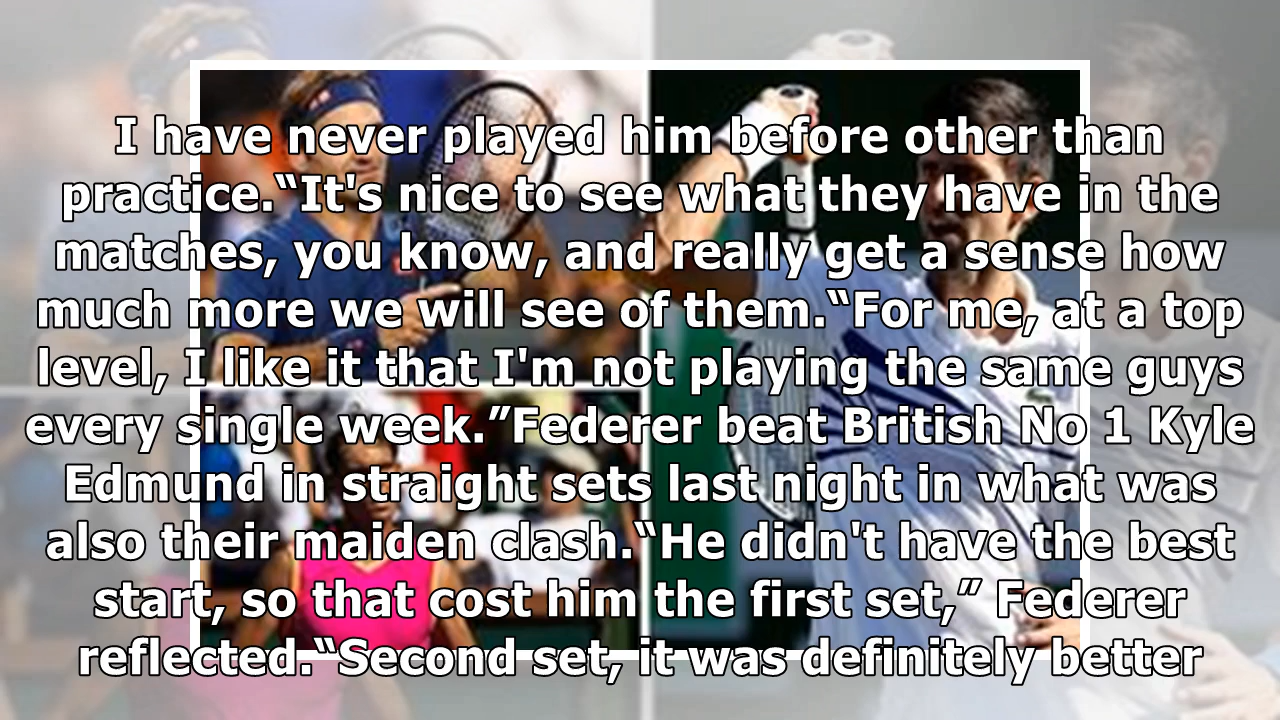 I have never played him before other than
practice.“It's nice to see what they have in the
matches, you know, and really get a sense how
much more we will see of them.“For me, at a top
level, I like it that I'm not playing the same guys
every single week.”Federer beat British No 1 Kyle
Edmund in straight sets last night in what was
also their maiden clash.“He didn't have the best
start, so that cost him the first set,” Federer
reflected.“Second set, it was definitely better